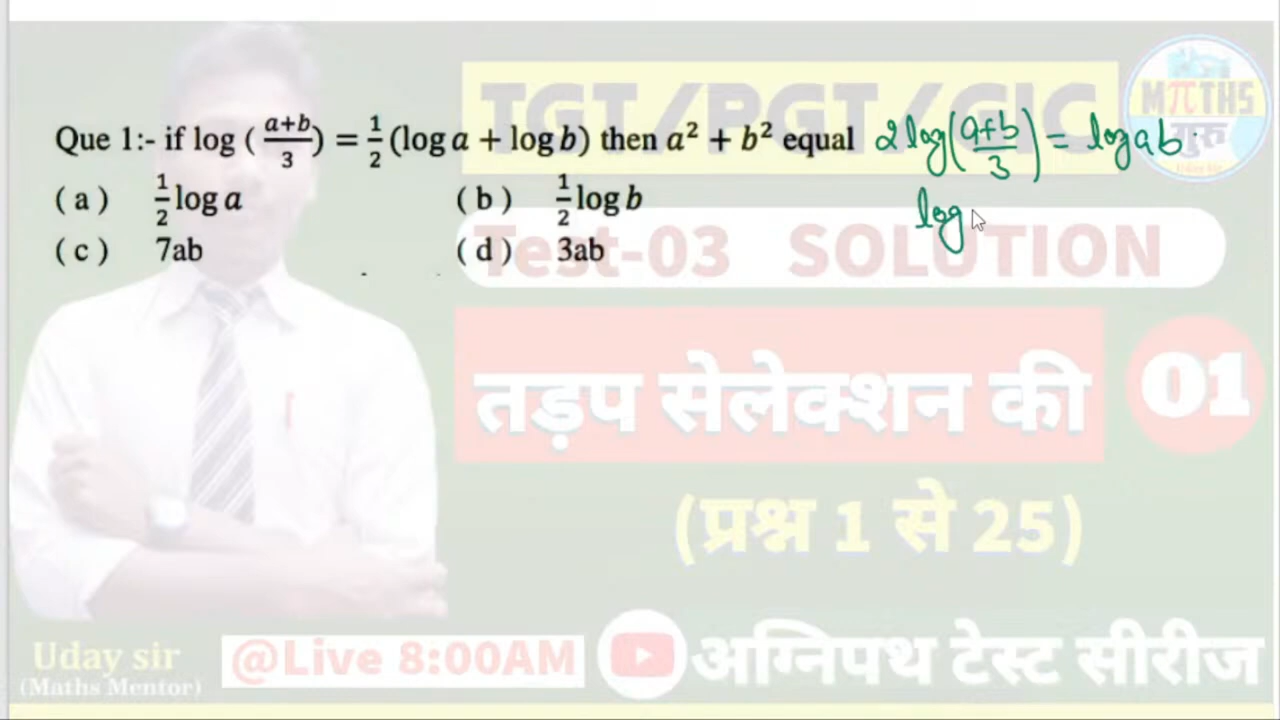 TGT/PGT/GIC
MπTHS
गुरु
Que 1:- if log ( (a+b)/3 ) = 1/2 (log a + log b) then a² + b² equal 2 log( (a+b)/3 ) = log ab .
( a ) 1/2 log a ( b ) 1/2 log b log
( c ) 7ab ( d ) 3ab
Test-03 SOLUTION
तड़प सेलेक्शन की 01
(प्रश्न 1 से 25)
Uday sir
(Maths Mentor)
@Live 8:00AM
अग्निपथ टेस्ट सीरीज